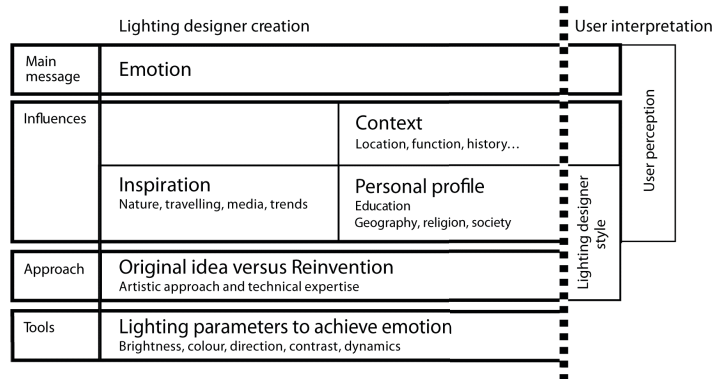 Lighting designer creation
User interpretation
Main
message
Emotion
Influences
Context
Location, function, history...
Inspiration
Nature, travelling, media, trends
Personal profile
Education
Geography, religion, society
User perception
Lighting designer
style
Approach
Original idea versus Reinvention
Artistic approach and technical expertise
Tools
Lighting parameters to achieve emotion
Brightness, colour, direction, contrast, dynamics